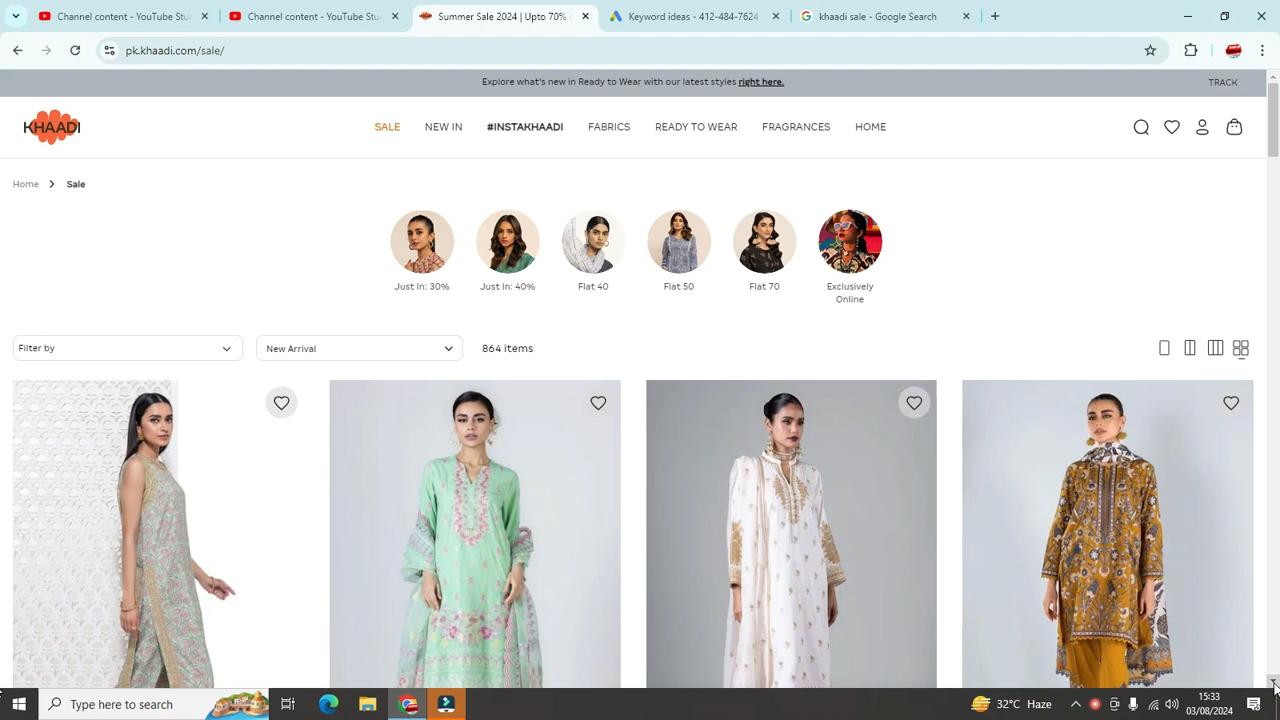 Channel content - YouTube Stu
Channel content - YouTube Stu
Summer Sale 2024 | Upto 70%
Keyword ideas - 412-484-7624
khaadi sale - Google Search
pk.khaadi.com/sale/
Explore what's new in Ready to Wear with our latest styles right here.
TRACK
KHAADI
SALE
NEW IN
#INSTAKHAADI
FABRICS
READY TO WEAR
FRAGRANCES
HOME
Home > Sale
Just In: 30%
Just In: 40%
Flat 40
Flat 50
Flat 70
Exclusively
Online
Filter by
New Arrival
864 items
Type here to search
32°C Haze
15:33
03/08/2024